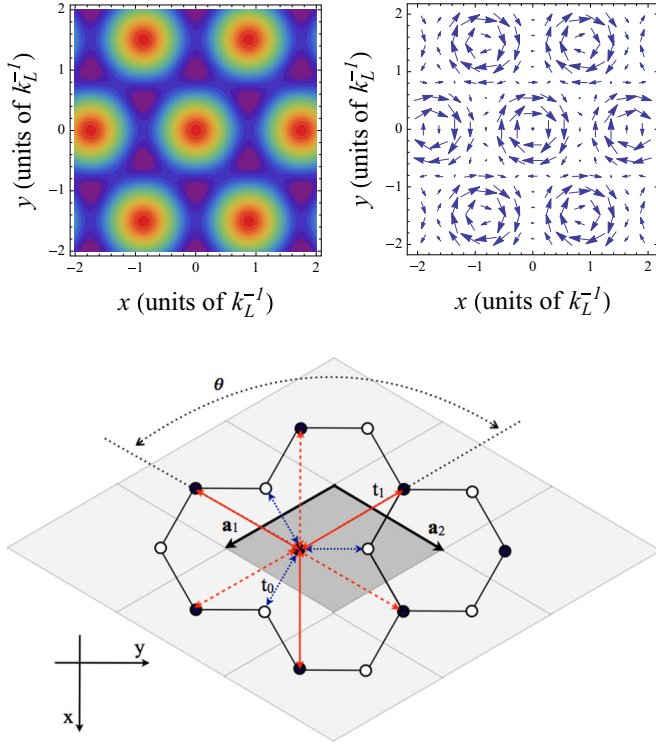 2
1
0
−1
−2
−2
−1
0
1
2
y (units of k_L^{-1})
x (units of k_L^{-1})
2
1
0
−1
−2
−2
−1
0
1
2
y (units of k_L^{-1})
x (units of k_L^{-1})
θ
t₁
a₁
a₂
t₀
y
x